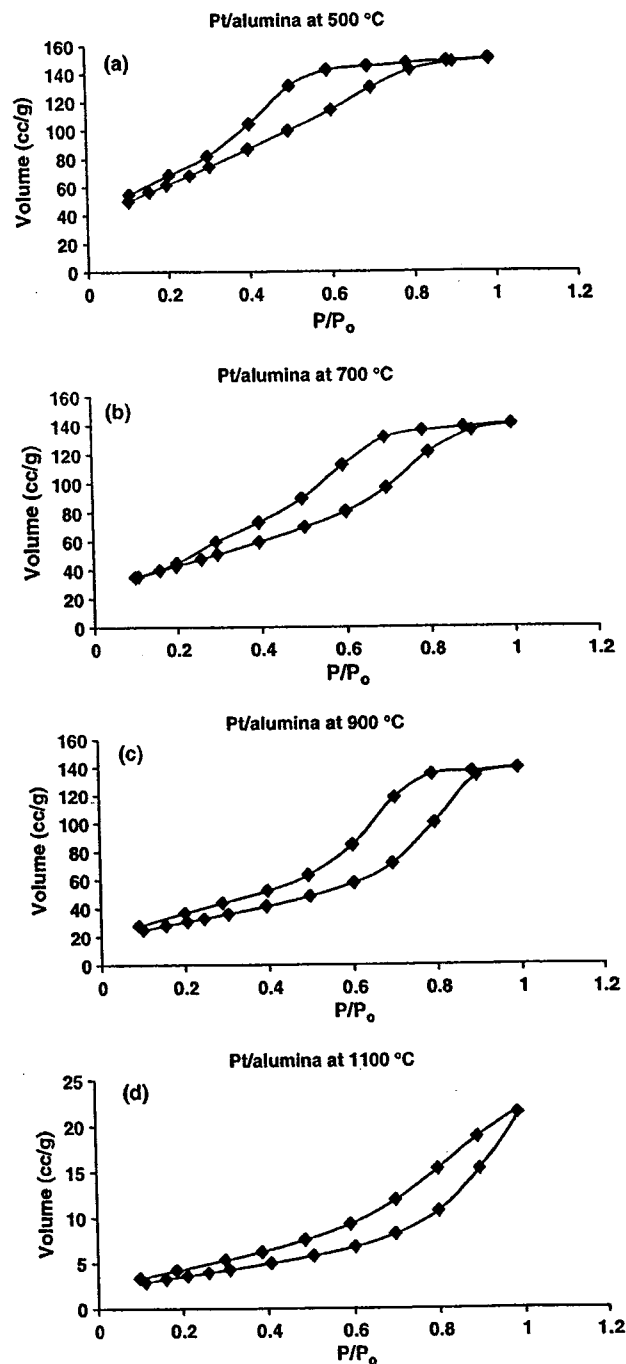 Pt/alumina at 500 °C
(a)
Volume (cc/g)
160
140
120
100
80
60
40
20
0
0 0.2 0.4 0.6 0.8 1 1.2
P/Po
Pt/alumina at 700 °C
(b)
Volume (cc/g)
160
140
120
100
80
60
40
20
0
0 0.2 0.4 0.6 0.8 1 1.2
P/Po
Pt/alumina at 900 °C
(c)
Volume (cc/g)
160
140
120
100
80
60
40
20
0
0 0.2 0.4 0.6 0.8 1 1.2
P/Po
Pt/alumina at 1100 °C
(d)
Volume (cc/g)
25
20
15
10
5
0
0 0.2 0.4 0.6 0.8 1 1.2
P/Po